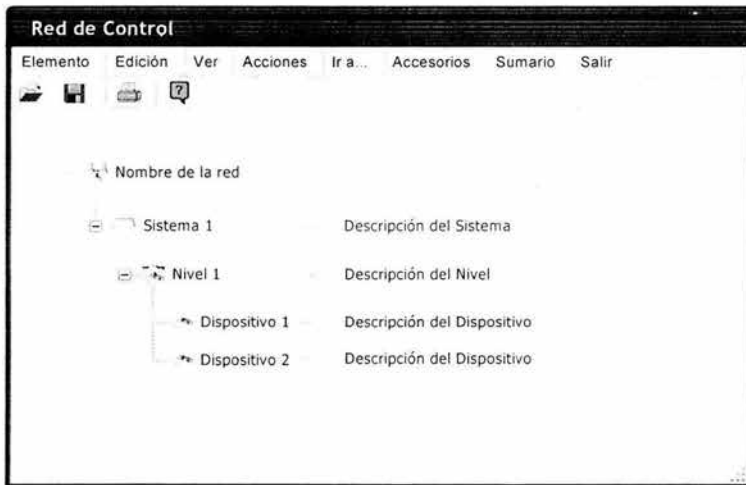 Red de Control
Elemento Edición Ver Acciones Ir a... Accesorios Sumario Salir
?
Nombre de la red
Sistema 1 Descripción del Sistema
Nivel 1 Descripción del Nivel
Dispositivo 1 Descripción del Dispositivo
Dispositivo 2 Descripción del Dispositivo